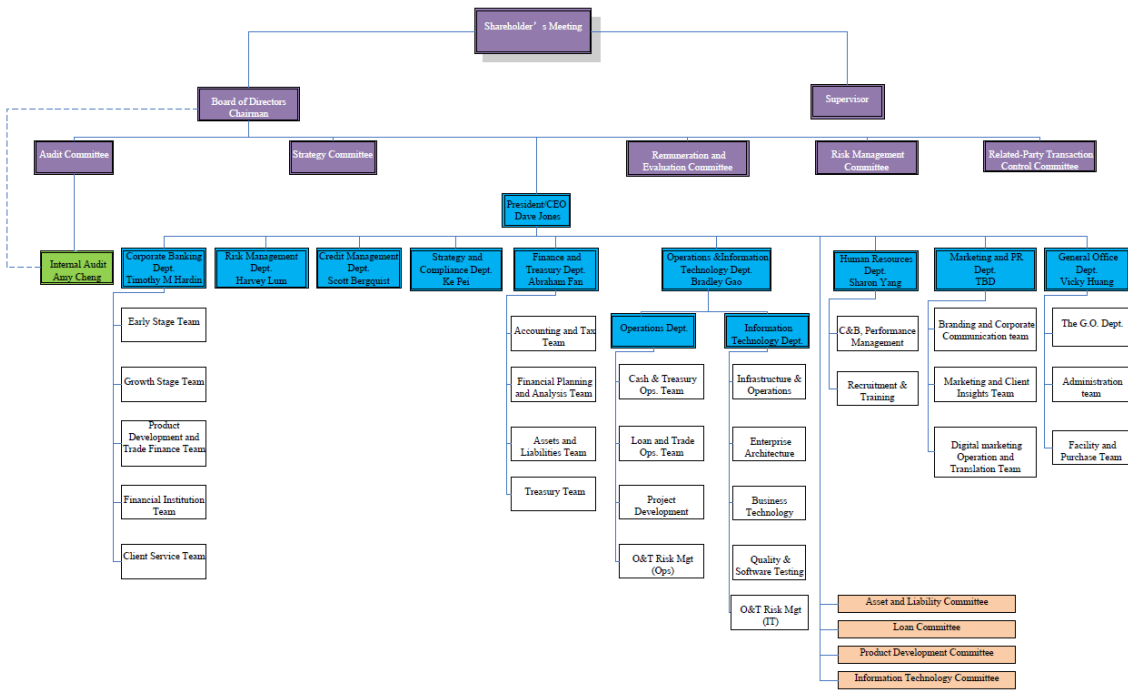 Shareholder’s Meeting
Board of Directors
Chairman
Supervisor
Audit Committee
Strategy Committee
Remuneration and
Evaluation Committee
Risk Management
Committee
Related-Party Transaction
Control Committee
President/CEO
Dave Jones
Internal Audit
Amy Cheng
Corporate Banking
Dept.
Timothy M Hardin
Risk Management
Dept.
Harvey Lum
Credit Management
Dept.
Scott Bergquist
Strategy and
Compliance Dept.
Ke Pei
Finance and
Treasury Dept.
Abraham Fan
Operations &Information
Technology Dept.
Bradley Gao
Human Resources
Dept.
Sharon Yang
Marketing and PR
Dept.
TBD
General Office
Dept.
Vicky Huang
Early Stage Team
Growth Stage Team
Product
Development and
Trade Finance Team
Financial Institution
Team
Client Service Team
Accounting and Tax
Team
Financial Planning
and Analysis Team
Assets and
Liabilities Team
Treasury Team
Operations Dept.
Cash & Treasury
Ops. Team
Loan and Trade
Ops. Team
Project
Development
O&T Risk Mgt
(Ops)
Information
Technology Dept.
Infrastructure &
Operations
Enterprise
Architecture
Business
Technology
Quality &
Software Testing
O&T Risk Mgt
(IT)
C&B, Performance
Management
Recruitment &
Training
Branding and Corporate
Communication team
Marketing and Client
Insights Team
Digital marketing
Operation and
Translation Team
The G.O. Dept.
Administration
team
Facility and
Purchase Team
Asset and Liability Committee
Loan Committee
Product Development Committee
Information Technology Committee